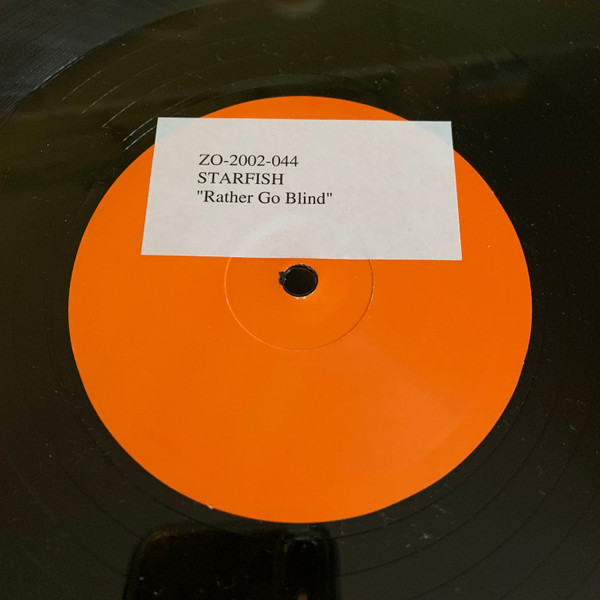 ZO-2002-044
STARFISH
"Rather Go Blind"